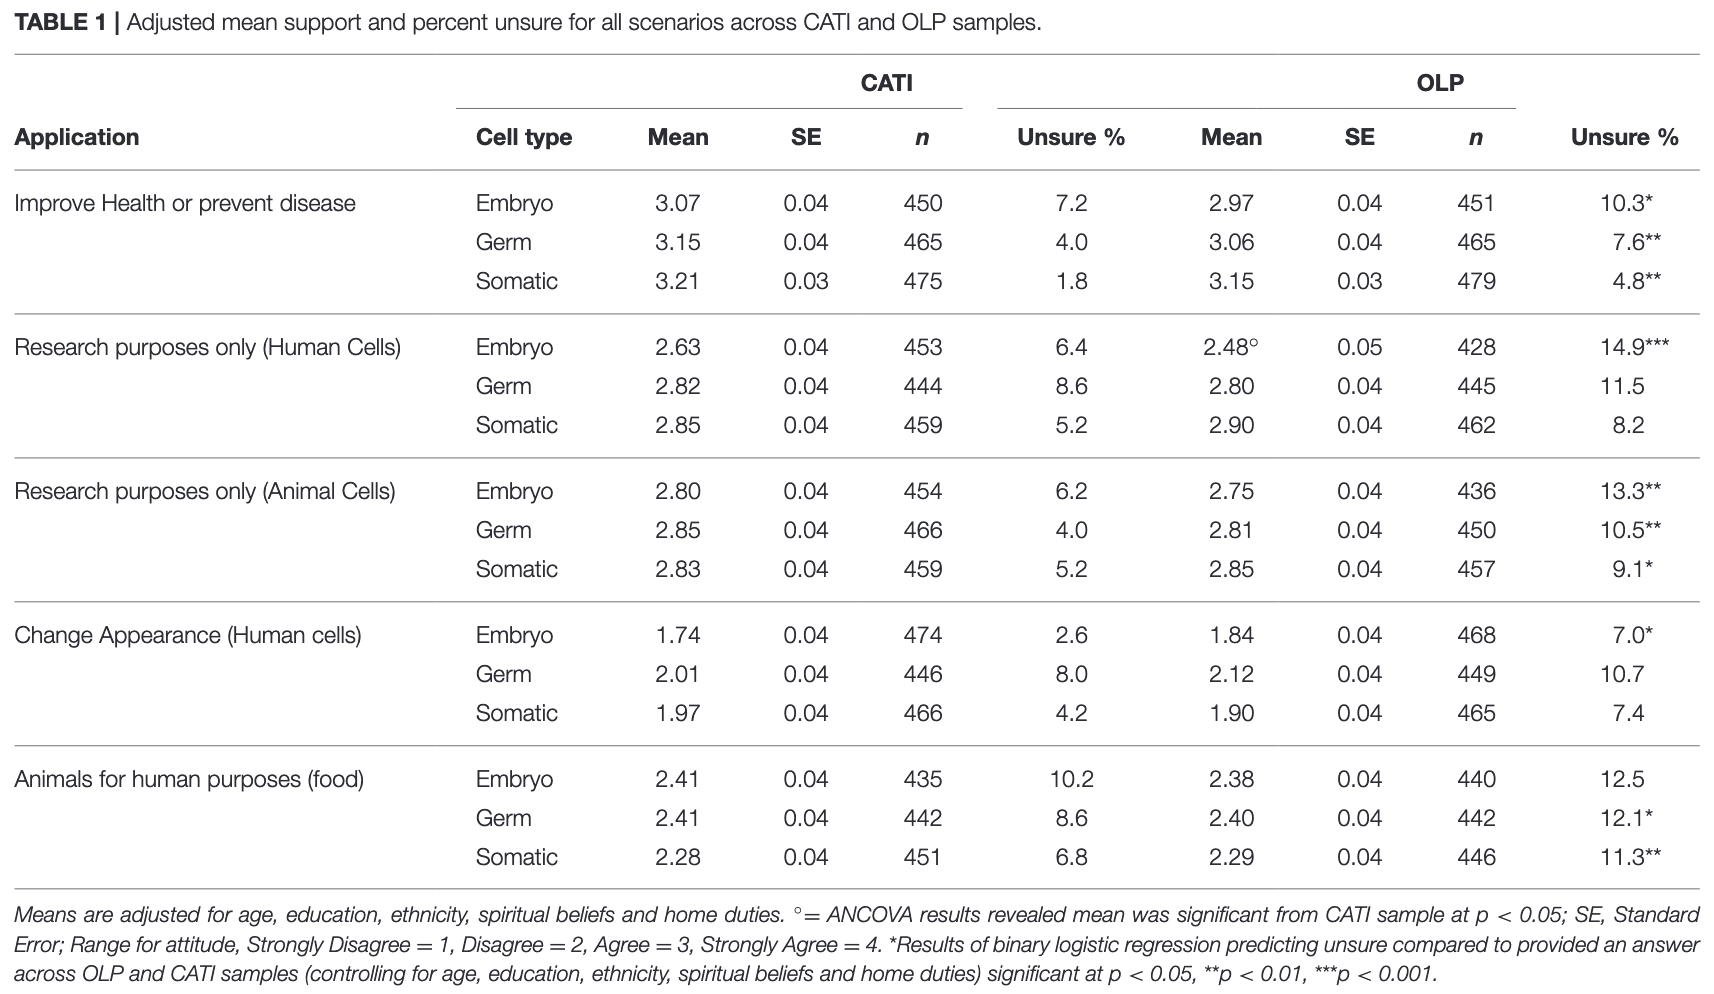 TABLE 1 | Adjusted mean support and percent unsure for all scenarios across CATI and OLP samples.
CATI OLP
Application Cell type Mean SE n Unsure % Mean SE n Unsure %
Improve Health or prevent disease Embryo 3.07 0.04 450 7.2 2.97 0.04 451 10.3*
Germ 3.15 0.04 465 4.0 3.06 0.04 465 7.6**
Somatic 3.21 0.03 475 1.8 3.15 0.03 479 4.8**
Research purposes only (Human Cells) Embryo 2.63 0.04 453 6.4 2.48° 0.05 428 14.9***
Germ 2.82 0.04 444 8.6 2.80 0.04 445 11.5
Somatic 2.85 0.04 459 5.2 2.90 0.04 462 8.2
Research purposes only (Animal Cells) Embryo 2.80 0.04 454 6.2 2.75 0.04 436 13.3**
Germ 2.85 0.04 466 4.0 2.81 0.04 450 10.5**
Somatic 2.83 0.04 459 5.2 2.85 0.04 457 9.1*
Change Appearance (Human cells) Embryo 1.74 0.04 474 2.6 1.84 0.04 468 7.0*
Germ 2.01 0.04 446 8.0 2.12 0.04 449 10.7
Somatic 1.97 0.04 466 4.2 1.90 0.04 465 7.4
Animals for human purposes (food) Embryo 2.41 0.04 435 10.2 2.38 0.04 440 12.5
Germ 2.41 0.04 442 8.6 2.40 0.04 442 12.1*
Somatic 2.28 0.04 451 6.8 2.29 0.04 446 11.3**
Means are adjusted for age, education, ethnicity, spiritual beliefs and home duties. °= ANCOVA results revealed mean was significant from CATI sample at p < 0.05; SE, Standard
Error; Range for attitude, Strongly Disagree = 1, Disagree = 2, Agree = 3, Strongly Agree = 4. *Results of binary logistic regression predicting unsure compared to provided an answer
across OLP and CATI samples (controlling for age, education, ethnicity, spiritual beliefs and home duties) significant at p < 0.05, **p < 0.01, ***p < 0.001.